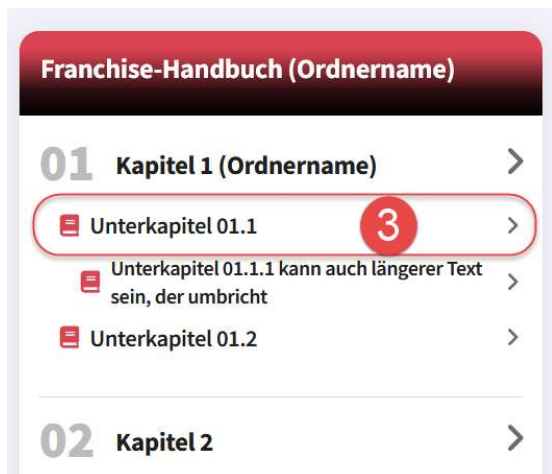 Franchise-Handbuch (Ordnername)
01 Kapitel 1 (Ordnername)
Unterkapitel 01.1 3
Unterkapitel 01.1.1 kann auch längerer Text
sein, der umbricht
Unterkapitel 01.2
02 Kapitel 2